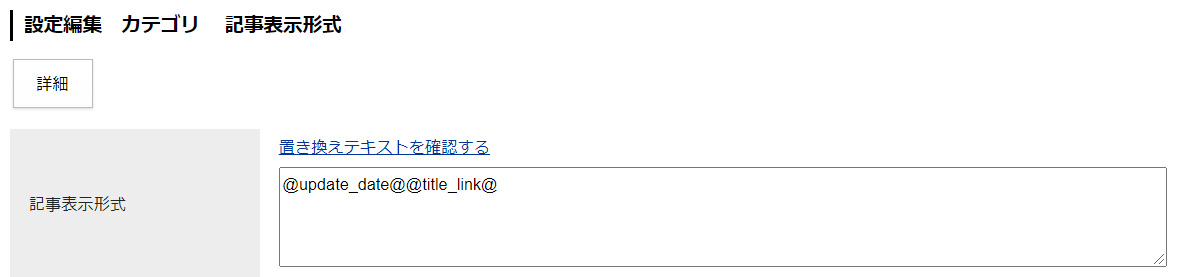 設定編集　カテゴリ　記事表示形式
詳細
置き換えテキストを確認する
記事表示形式
@update_date@@title_link@